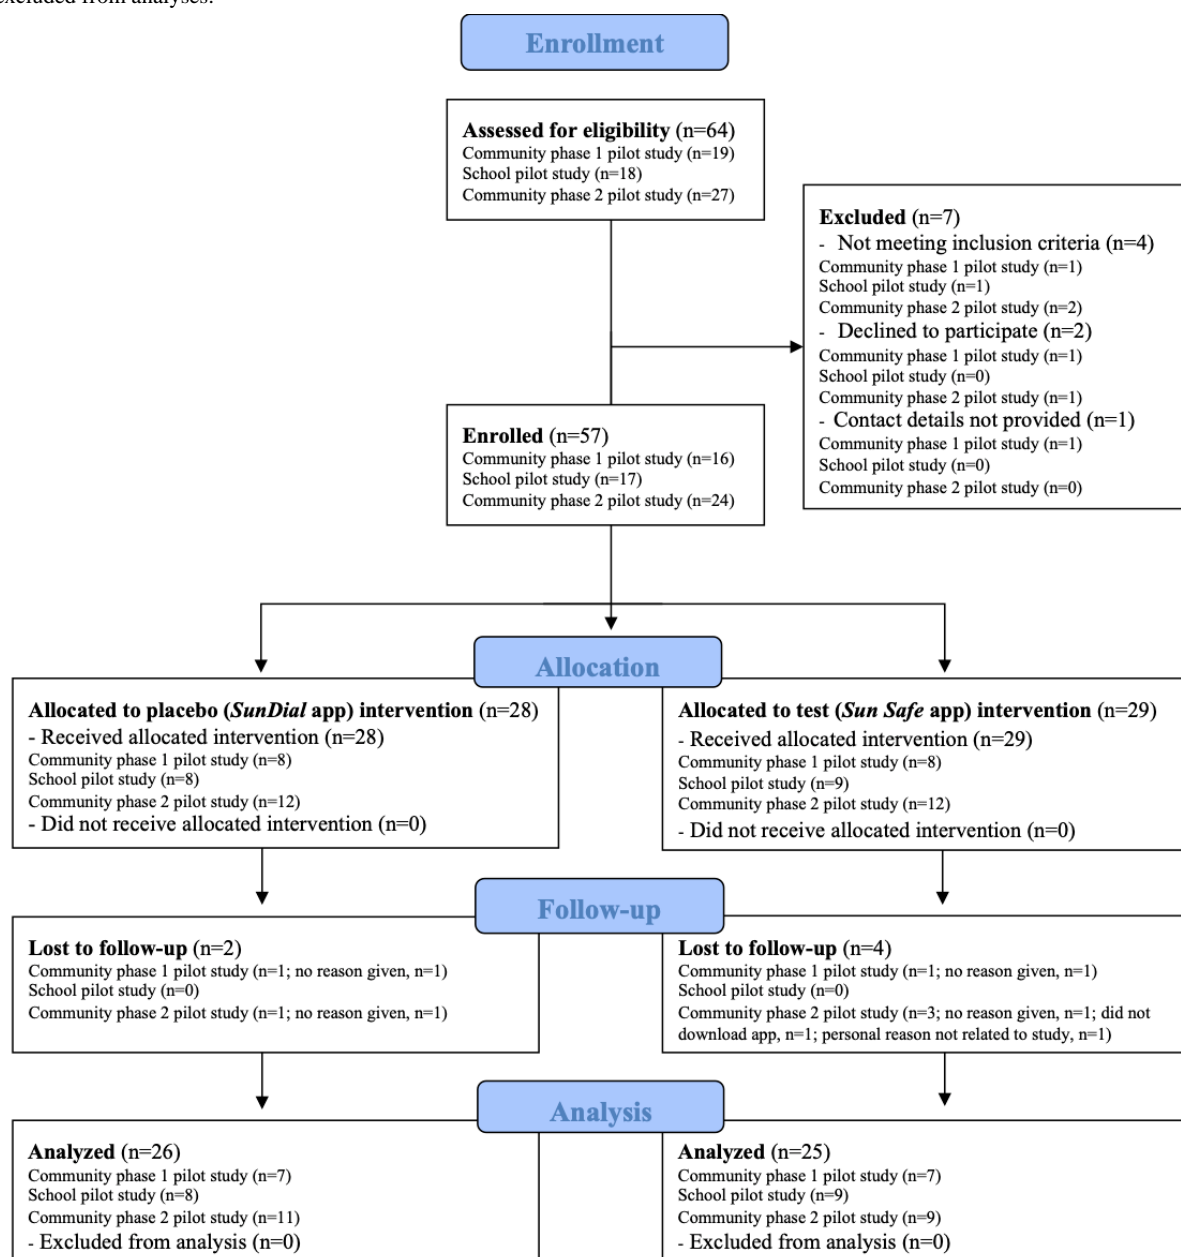 excluded from analyses.
Enrollment
Assessed for eligibility (n=64)
Community phase 1 pilot study (n=19)
School pilot study (n=18)
Community phase 2 pilot study (n=27)
Excluded (n=7)
- Not meeting inclusion criteria (n=4)
Community phase 1 pilot study (n=1)
School pilot study (n=1)
Community phase 2 pilot study (n=2)
- Declined to participate (n=2)
Community phase 1 pilot study (n=1)
School pilot study (n=0)
Community phase 2 pilot study (n=1)
- Contact details not provided (n=1)
Community phase 1 pilot study (n=1)
School pilot study (n=0)
Community phase 2 pilot study (n=0)
Enrolled (n=57)
Community phase 1 pilot study (n=16)
School pilot study (n=17)
Community phase 2 pilot study (n=24)
Allocation
Allocated to placebo (SunDial app) intervention (n=28)
- Received allocated intervention (n=28)
Community phase 1 pilot study (n=8)
School pilot study (n=8)
Community phase 2 pilot study (n=12)
- Did not receive allocated intervention (n=0)
Allocated to test (Sun Safe app) intervention (n=29)
- Received allocated intervention (n=29)
Community phase 1 pilot study (n=8)
School pilot study (n=9)
Community phase 2 pilot study (n=12)
- Did not receive allocated intervention (n=0)
Follow-up
Lost to follow-up (n=2)
Community phase 1 pilot study (n=1; no reason given, n=1)
School pilot study (n=0)
Community phase 2 pilot study (n=1; no reason given, n=1)
Lost to follow-up (n=4)
Community phase 1 pilot study (n=1; no reason given, n=1)
School pilot study (n=0)
Community phase 2 pilot study (n=3; no reason given, n=1; did not
download app, n=1; personal reason not related to study, n=1)
Analysis
Analyzed (n=26)
Community phase 1 pilot study (n=7)
School pilot study (n=8)
Community phase 2 pilot study (n=11)
- Excluded from analysis (n=0)
Analyzed (n=25)
Community phase 1 pilot study (n=7)
School pilot study (n=9)
Community phase 2 pilot study (n=9)
- Excluded from analysis (n=0)